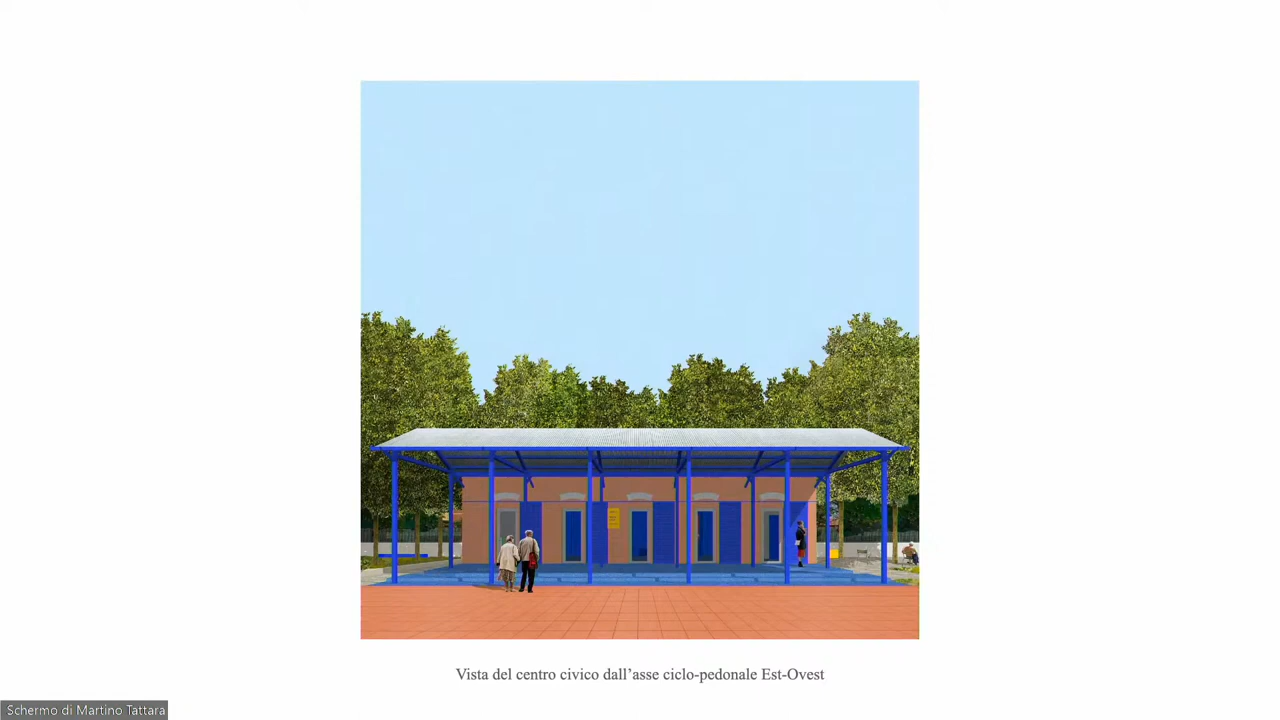 Vista del centro civico dall’asse ciclo-pedonale Est-Ovest
Schermo di Martino Tattara